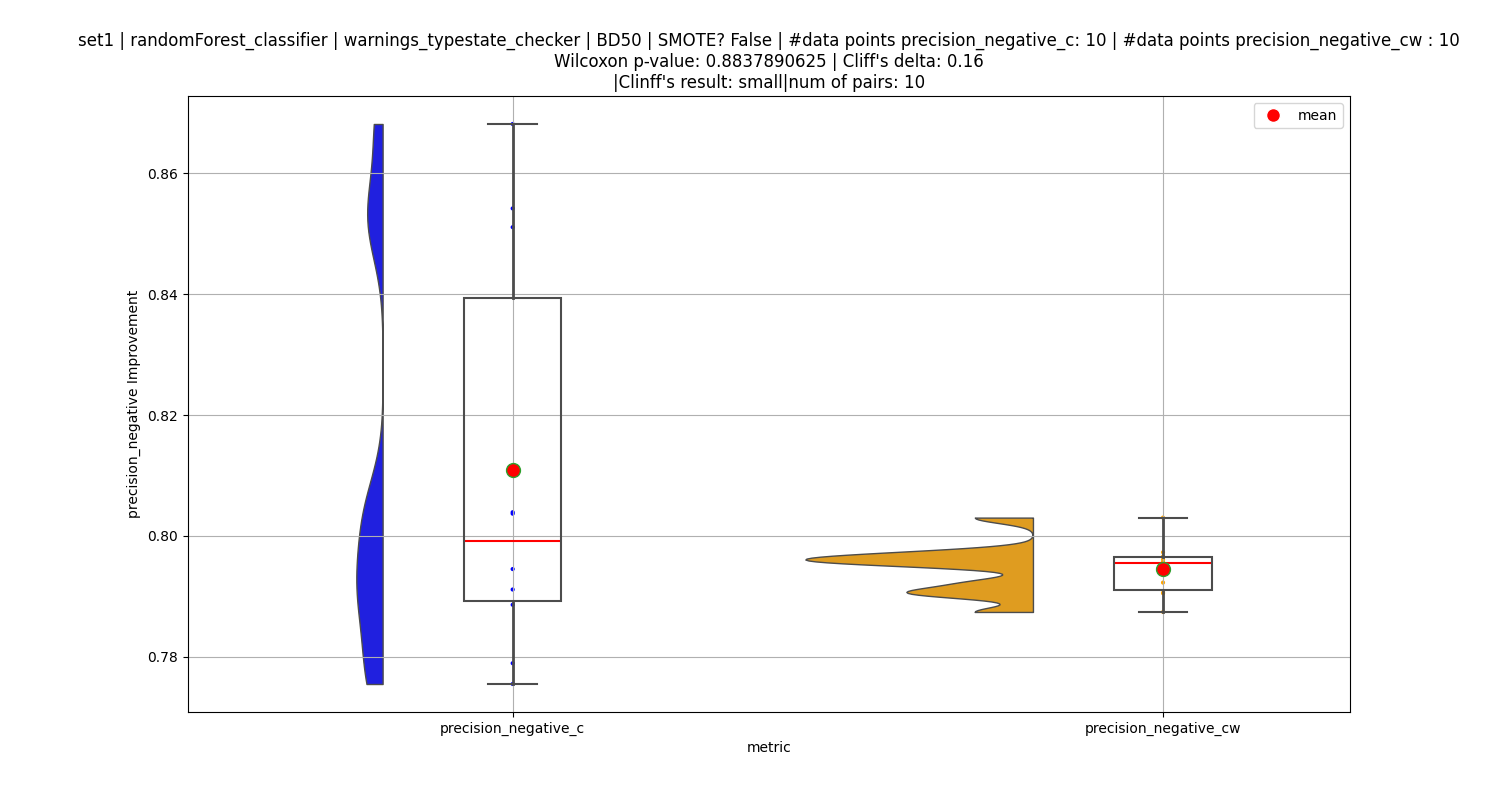 set1 | randomForest_classifier | warnings_typestate_checker | BD50 | SMOTE? False | #data points precision_negative_c: 10 | #data points precision_negative_cw : 10
Wilcoxon p-value: 0.8837890625 | Cliff's delta: 0.16
|Clinff's result: small|num of pairs: 10
mean
0.86
0.84
0.82
0.80
0.78
precision_negative Improvement
precision_negative_c
precision_negative_cw
metric